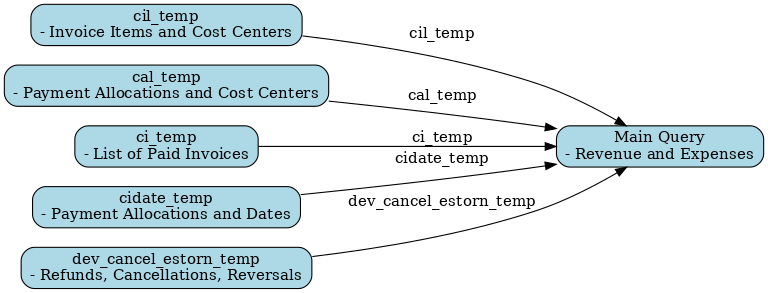 cil_temp
- Invoice Items and Cost Centers
cil_temp
cal_temp
- Payment Allocations and Cost Centers
cal_temp
ci_temp
- List of Paid Invoices
ci_temp
Main Query
- Revenue and Expenses
cidate_temp
cidate_temp
- Payment Allocations and Dates
dev_cancel_estorn_temp
dev_cancel_estorn_temp
- Refunds, Cancellations, Reversals